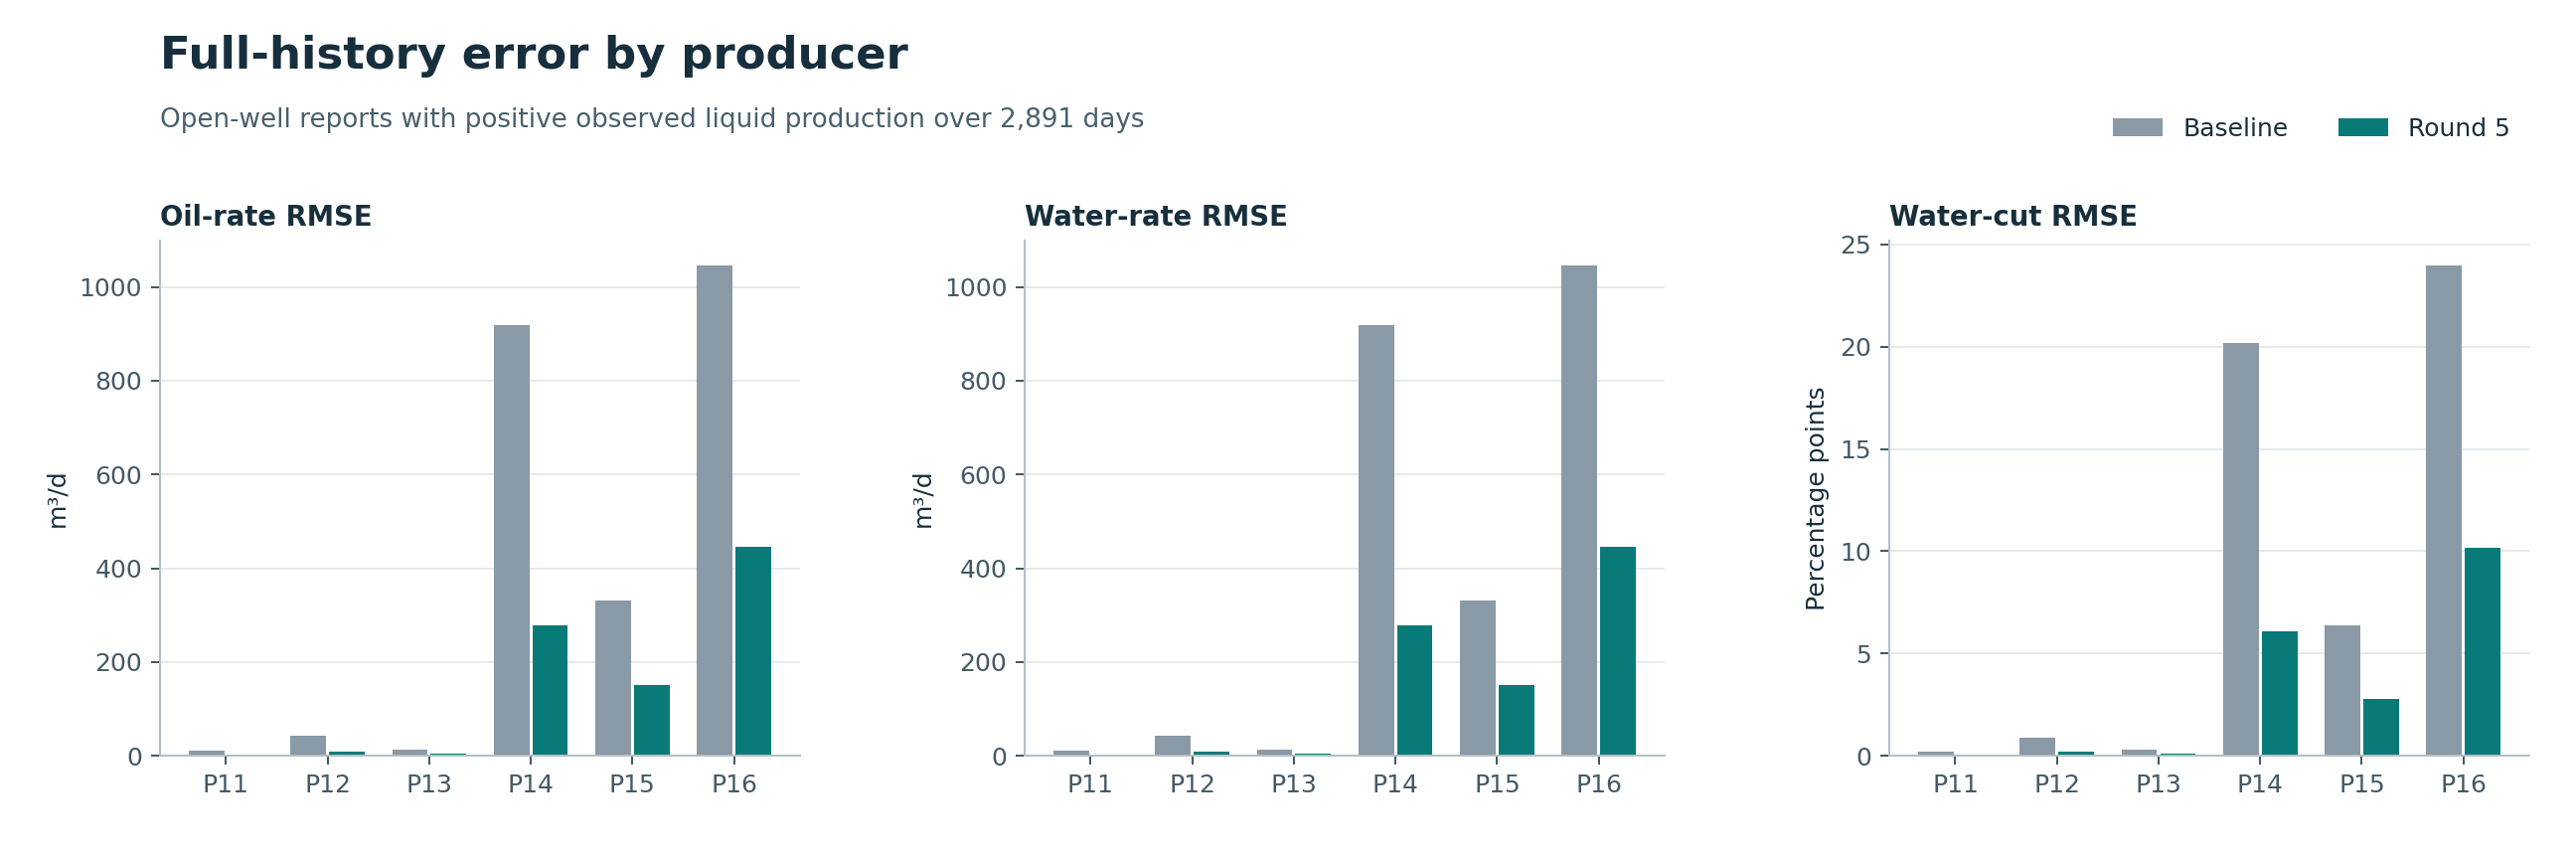 Full-history error by producer
Open-well reports with positive observed liquid production over 2,891 days
Baseline
Round 5
Oil-rate RMSE
m³/d
1000
800
600
400
200
0
P11 P12 P13 P14 P15 P16
Water-rate RMSE
m³/d
1000
800
600
400
200
0
P11 P12 P13 P14 P15 P16
Water-cut RMSE
Percentage points
25
20
15
10
5
0
P11 P12 P13 P14 P15 P16